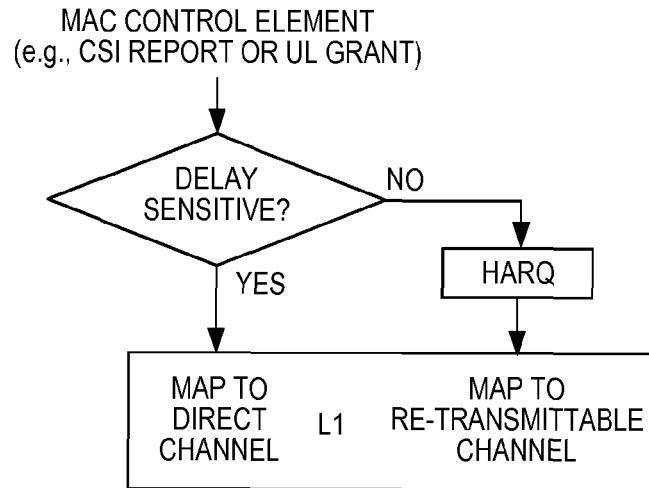 MAC CONTROL ELEMENT
(e.g., CSI REPORT OR UL GRANT)
DELAY
SENSITIVE?
NO
YES
HARQ
MAP TO
DIRECT
CHANNEL
L1
MAP TO
RE-TRANSMITTABLE
CHANNEL